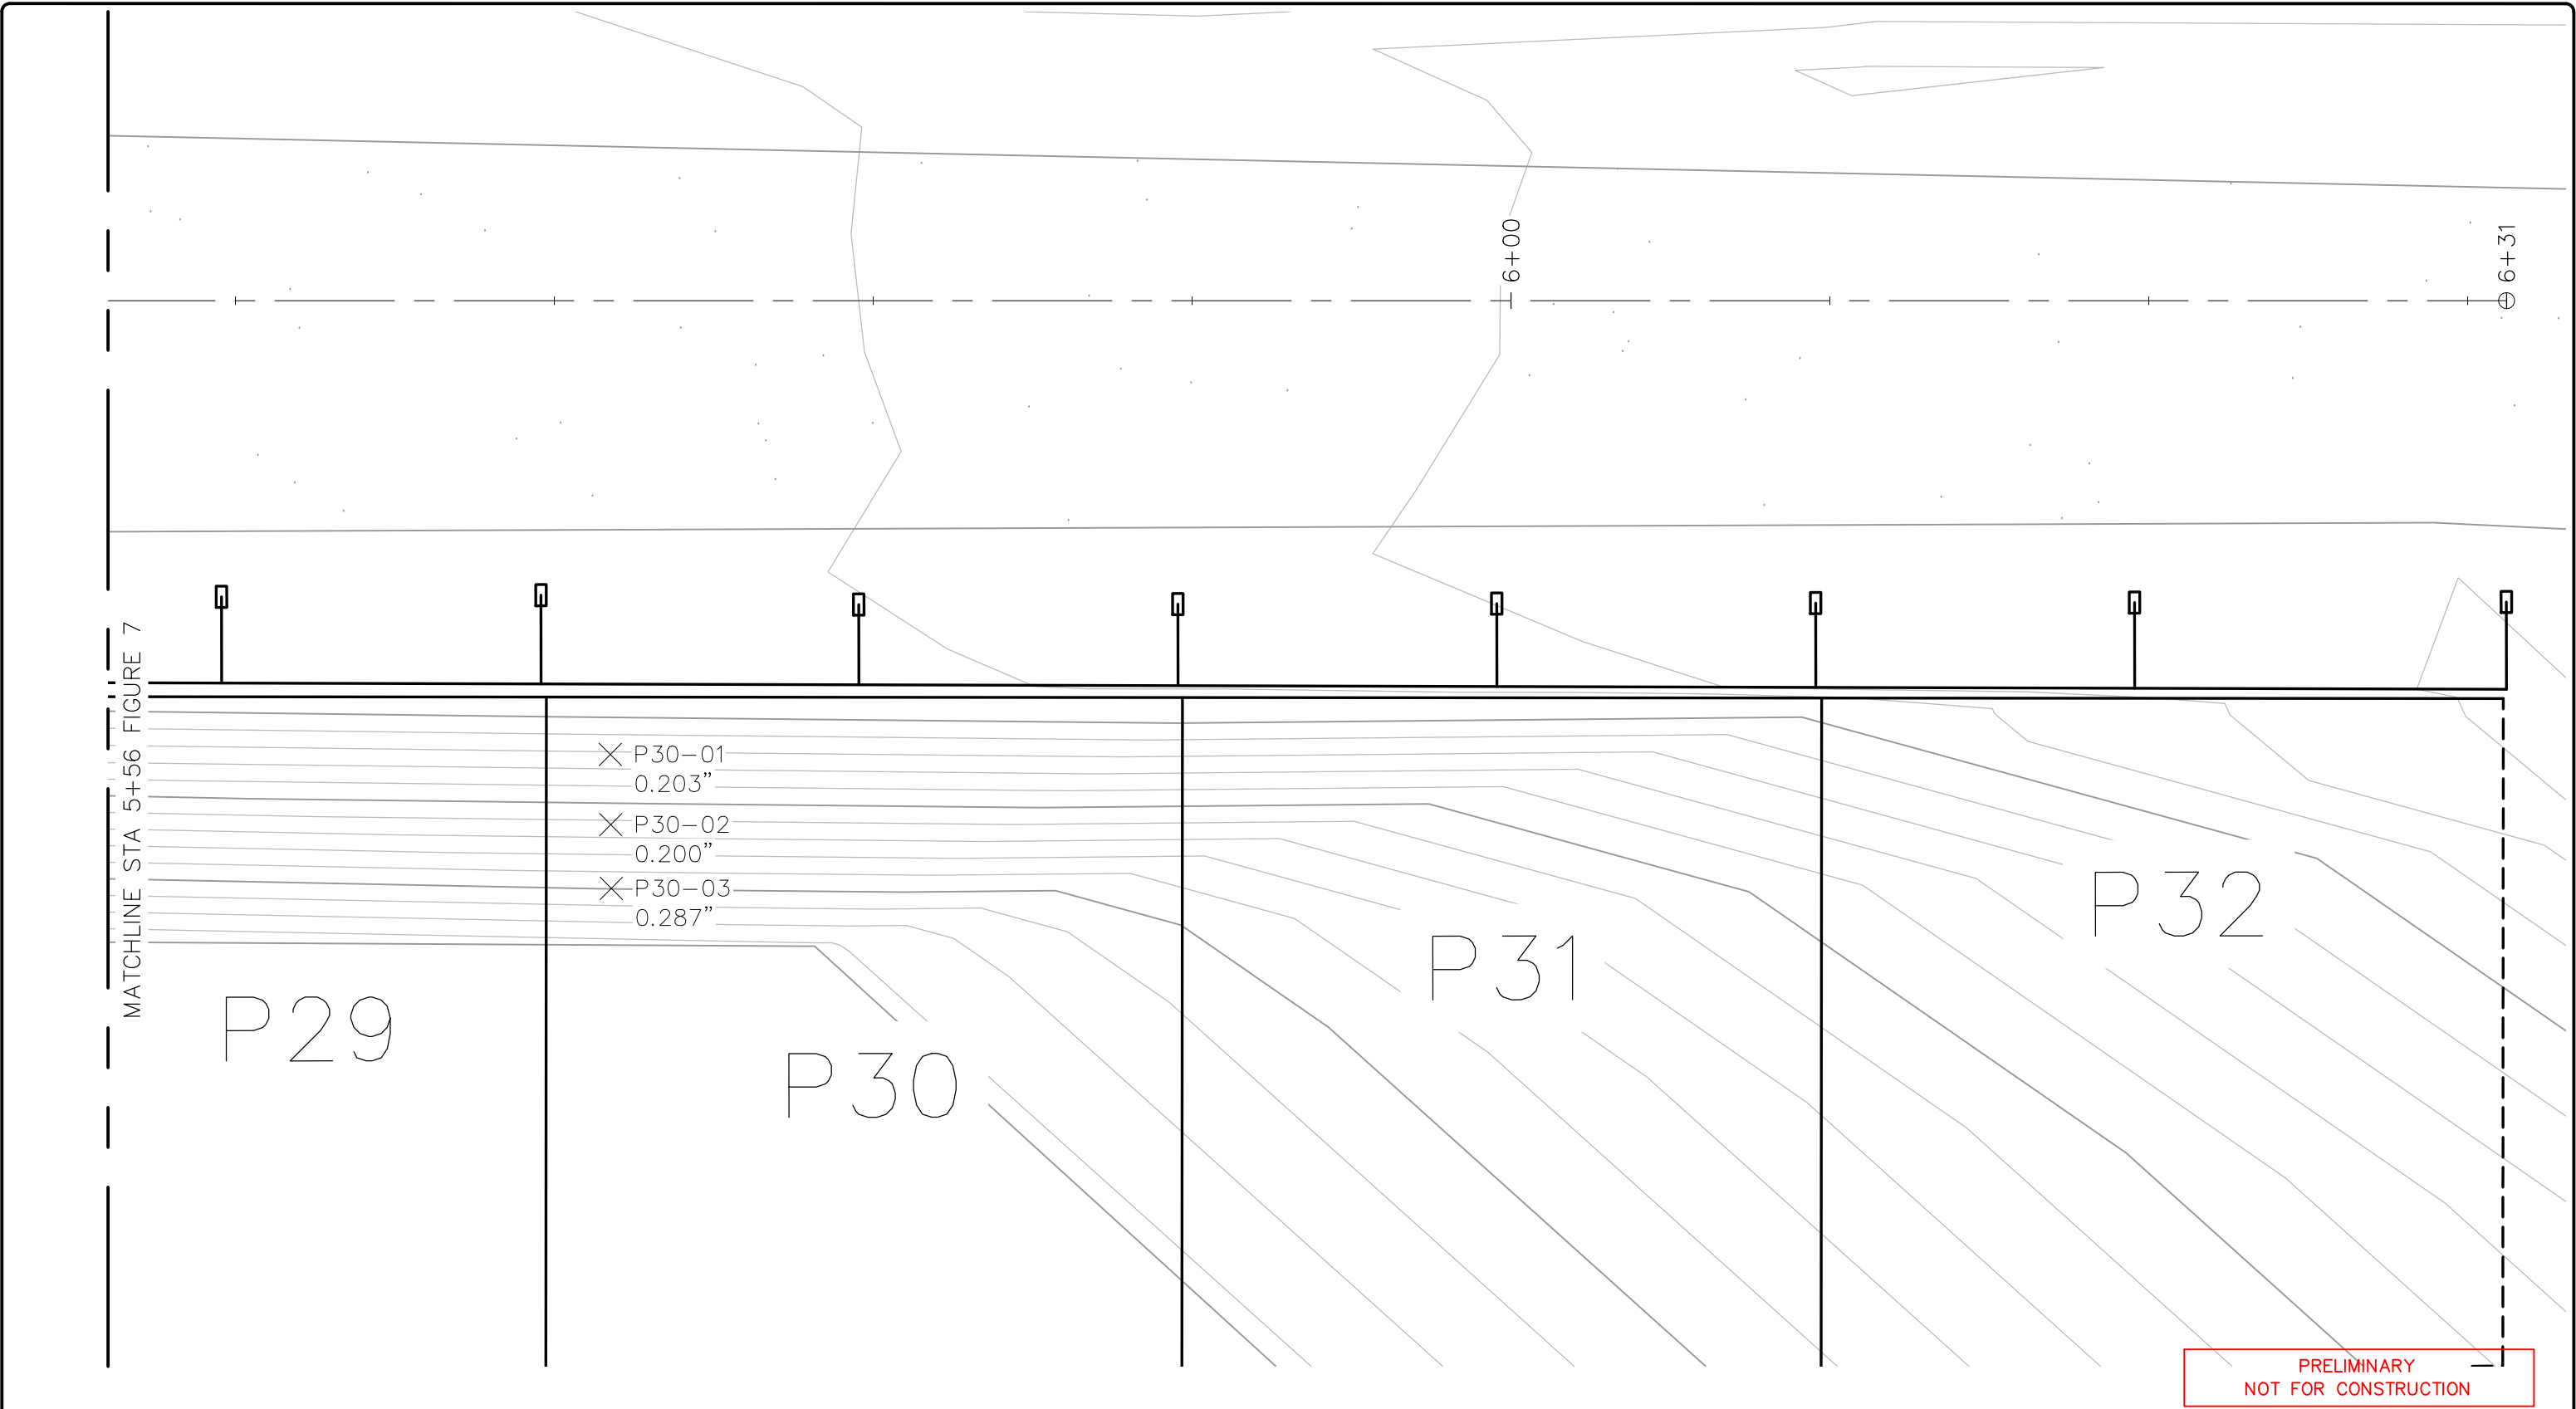 6+00
6+31
MATCHLINE STA 5+56 FIGURE 7
P30-01
0.203”
P30-02
0.200”
P30-03
0.287”
P29
P30
P31
P32
PRELIMINARY
NOT FOR CONSTRUCTION